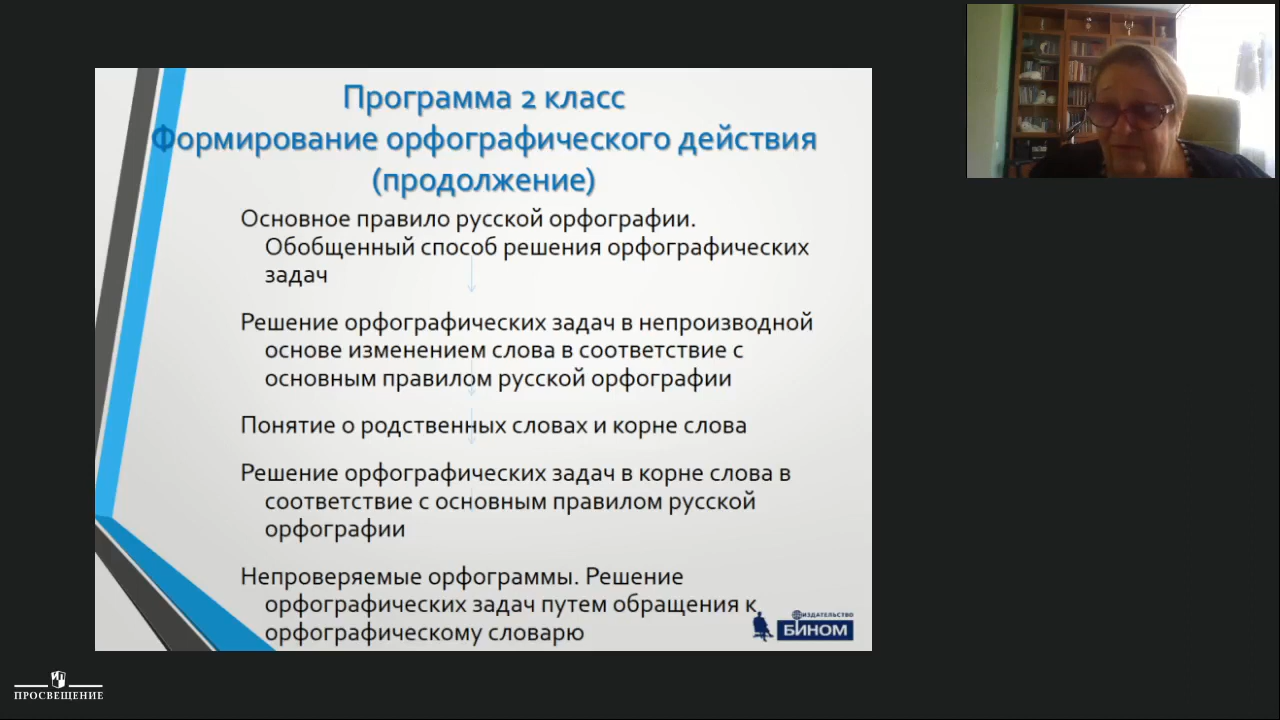 Программа 2 класс
Формирование орфографического действия
(продолжение)
Основное правило русской орфографии.
Обобщенный способ решения орфографических
задач
Решение орфографических задач в непроизводной
основе изменением слова в соответствие с
основным правилом русской орфографии
Понятие о родственных словах и корне слова
Решение орфографических задач в корне слова в
соответствие с основным правилом русской
орфографии
Непроверяемые орфограммы. Решение
орфографических задач путем обращения к
орфографическому словарю
ИЗДАТЕЛЬСТВО
БИНОМ
ПРОСВЕЩЕНИЕ